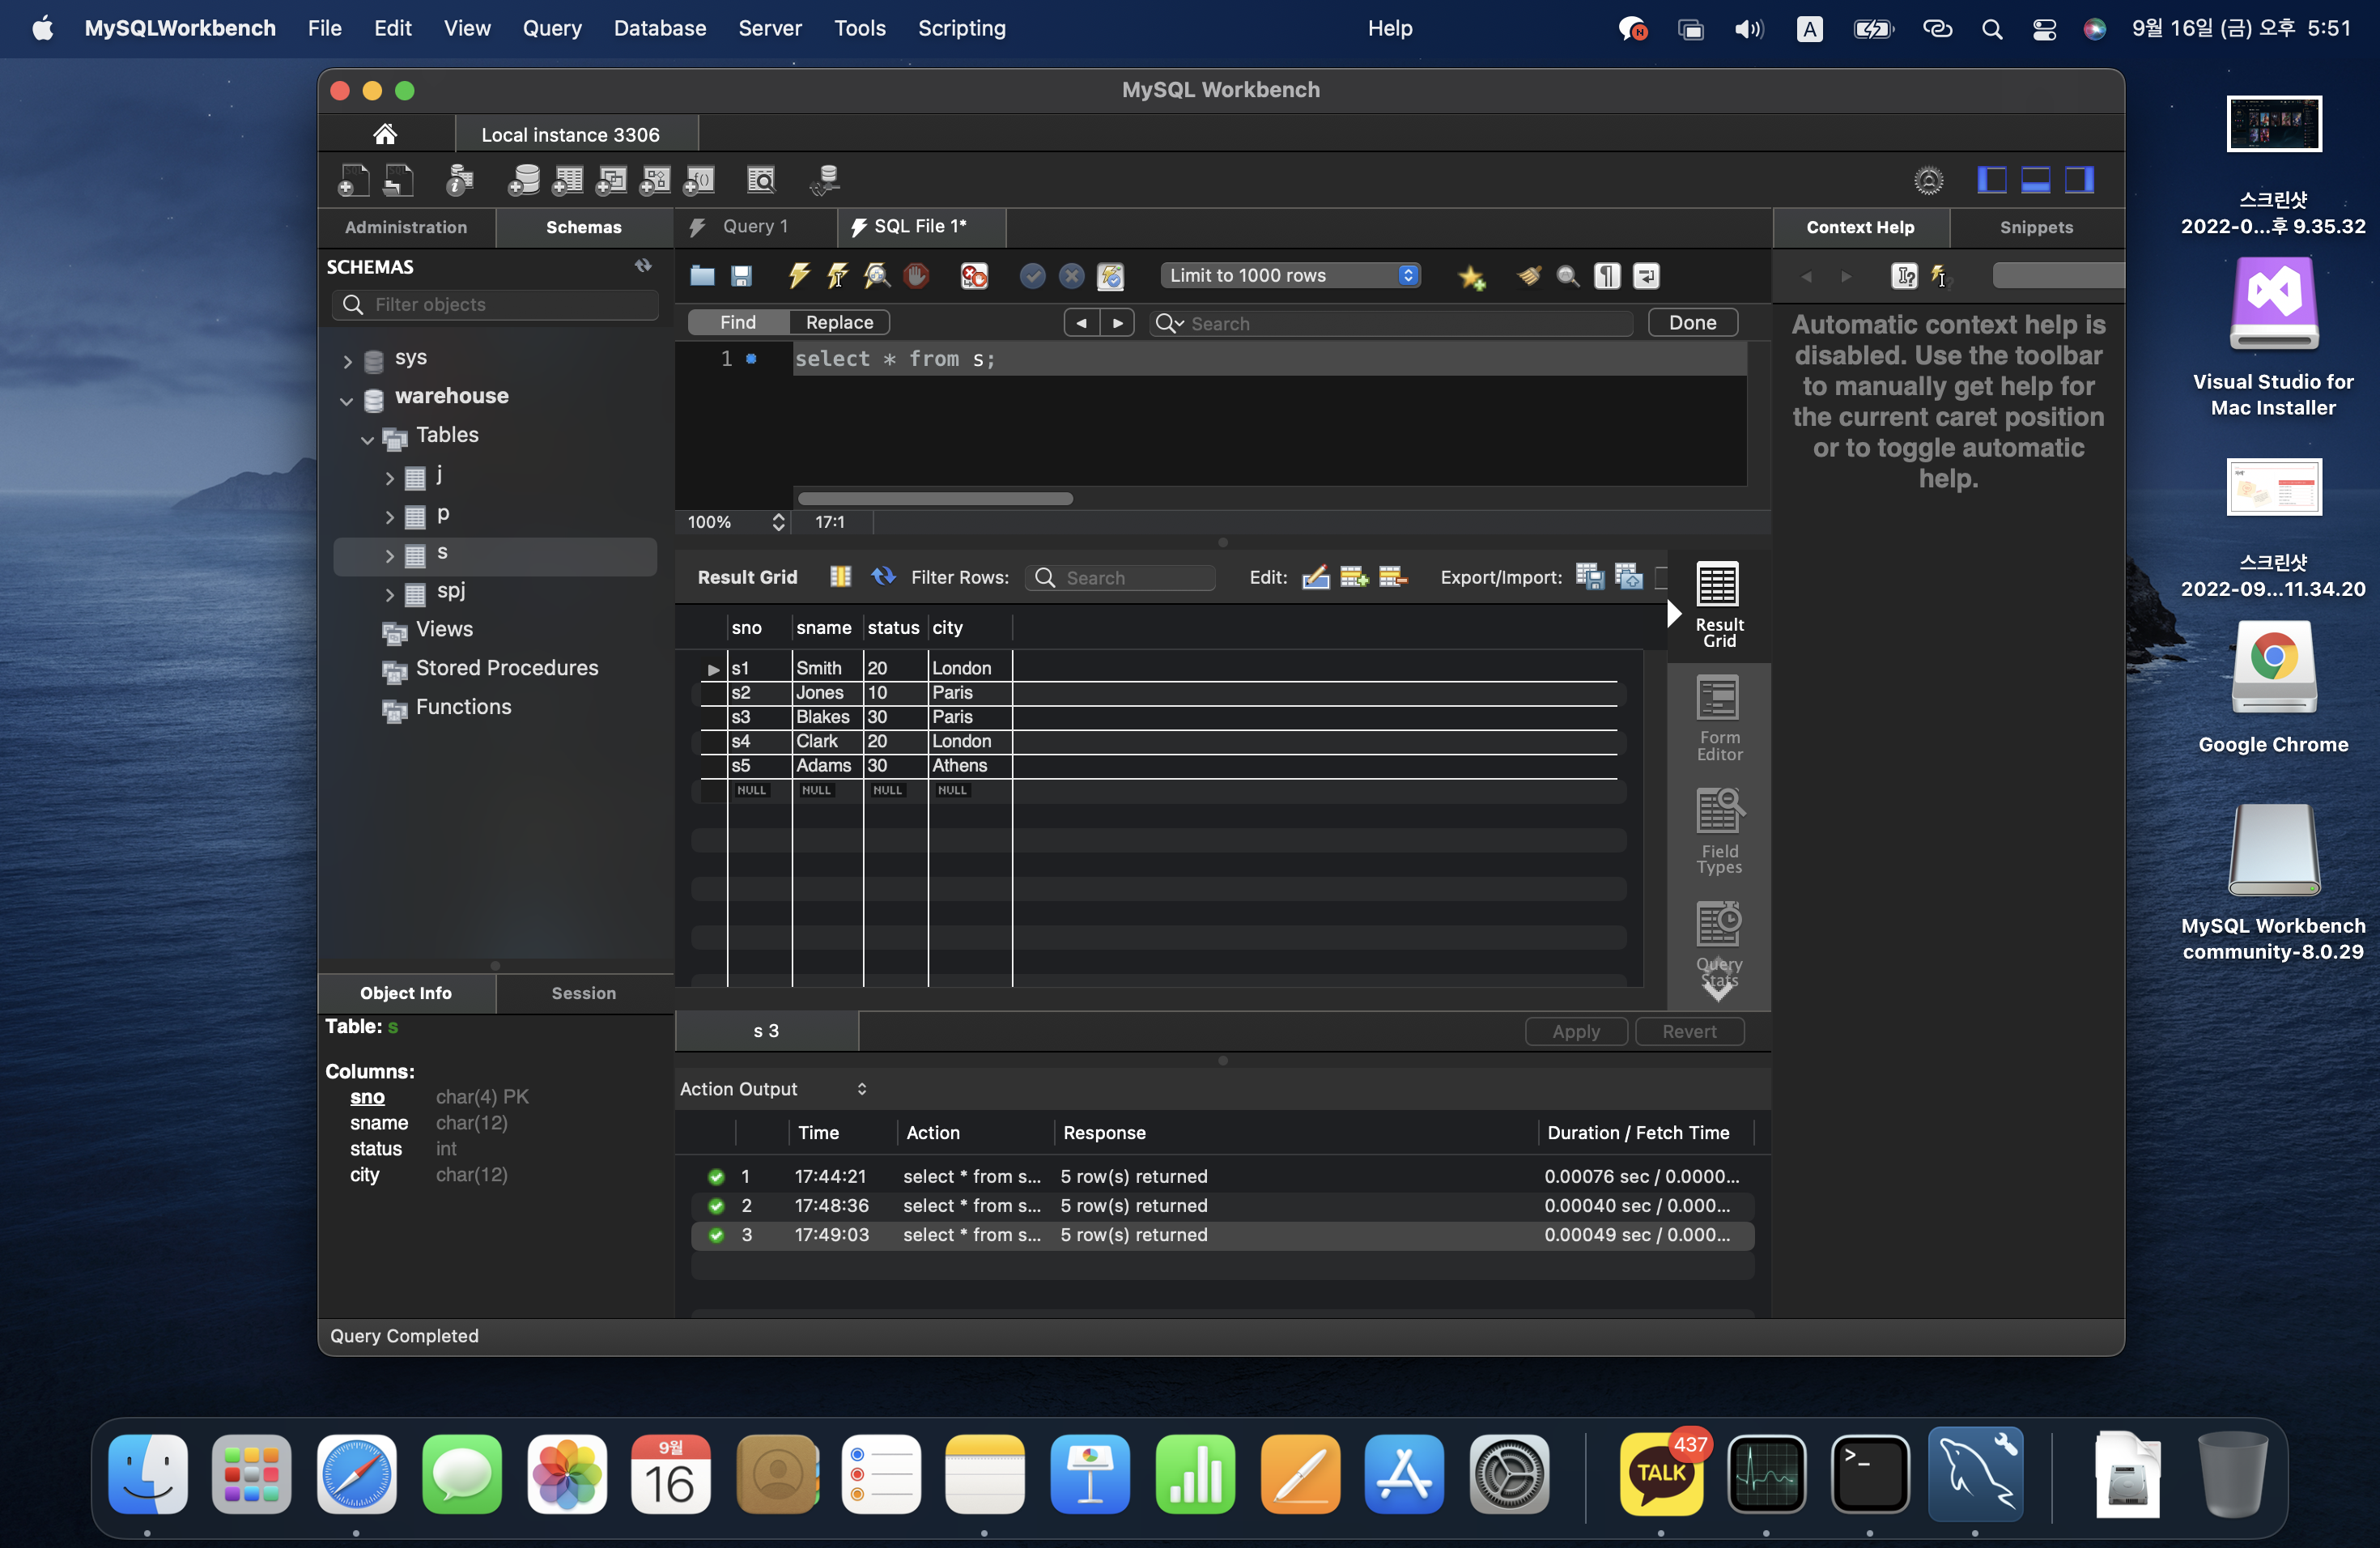 MySQLWorkbench File Edit View Query Database Server Tools Scripting Help A 9월 16일 (금) 오후 5:51
MySQL Workbench
Local instance 3306
Administration Schemas
SCHEMAS
Filter objects
sys
warehouse
Tables
j
p
s
spj
Views
Stored Procedures
Functions
Object Info Session
Table: s
Columns:
sno char(4) PK
sname char(12)
status int
city char(12)
Query 1 SQL File 1*
Limit to 1000 rows
Find Replace Search Done
1 select * from s;
100% 17:1
Result Grid Filter Rows: Search Edit: Export/Import:
sno sname status city
s1 Smith 20 London
s2 Jones 10 Paris
s3 Blakes 30 Paris
s4 Clark 20 London
s5 Adams 30 Athens
NULL NULL NULL NULL
Result
Grid
Form
Editor
Field
Types
Query
Stats
s 3 Apply Revert
Action Output
Time Action Response Duration / Fetch Time
1 17:44:21 select * from s... 5 row(s) returned 0.00076 sec / 0.0000...
2 17:48:36 select * from s... 5 row(s) returned 0.00040 sec / 0.000...
3 17:49:03 select * from s... 5 row(s) returned 0.00049 sec / 0.000...
Query Completed
Context Help Snippets
Automatic context help is
disabled. Use the toolbar
to manually get help for
the current caret position
or to toggle automatic
help.
스크린샷
2022-0...후 9.35.32
Visual Studio for
Mac Installer
스크린샷
2022-09...11.34.20
Google Chrome
MySQL Workbench
community-8.0.29
9월
16
TALK
437